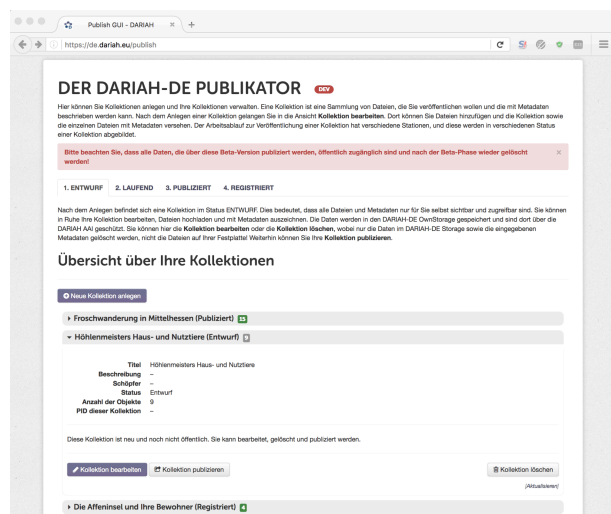 Publish GUI - DARIAH
https://de.dariah.eu/publish
DER DARIAH-DE PUBLIKATOR DEV
Hier können Sie Kollektionen anlegen und Ihre Kollektionen verwalten. Eine Kollektion ist eine Sammlung von Dateien, die Sie veröffentlichen wollen und die mit Metadaten
beschrieben werden kann. Nach dem Anlegen einer Kollektion gelangen Sie in die Ansicht Kollektion bearbeiten. Dort können Sie Dateien hinzufügen und die Kollektion sowie
die einzelnen Dateien mit Metadaten versehen. Der Arbeitsablauf zur Veröffentlichung einer Kollektion hat verschiedene Stationen, und diese werden in verschiedenen Status
einer Kollektion abgebildet.
Bitte beachten Sie, dass alle Daten, die über diese Beta-Version publiziert werden, öffentlich zugänglich sind und nach der Beta-Phase wieder gelöscht
werden!
1. ENTWURF 2. LAUFEND 3. PUBLIZIERT 4. REGISTRIERT
Nach dem Anlegen befindet sich eine Kollektion im Status ENTWURF. Dies bedeutet, dass alle Dateien und Metadaten nur für Sie selbst sichtbar und zugreifbar sind. Sie können
in Ruhe Ihre Kollektion bearbeiten, Dateien hochladen und mit Metadaten auszeichnen. Die Daten werden in den DARIAH-DE OwnStorage gespeichert und sind dort über die
DARIAH AAI geschützt. Sie können hier die Kollektion bearbeiten oder die Kollektion löschen, wobei nur die Daten im DARIAH-DE Storage sowie die eingegebenen
Metadaten gelöscht werden, nicht die Dateien auf Ihrer Festplatte! Weiterhin können Sie Ihre Kollektion publizieren.
Übersicht über Ihre Kollektionen
Neue Kollektion anlegen
Froschwanderung in Mittelhessen (Publiziert) 15
Höhlenmeisters Haus- und Nutztiere (Entwurf) 9
Titel Höhlenmeisters Haus- und Nutztiere
Beschreibung –
Schöpfer –
Status Entwurf
Anzahl der Objekte 9
PID dieser Kollektion –
Diese Kollektion ist neu und noch nicht öffentlich. Sie kann bearbeitet, gelöscht und publiziert werden.
Kollektion bearbeiten Kollektion publizieren Kollektion löschen
[Aktualisieren]
Die Affeninsel und Ihre Bewohner (Registriert) 4